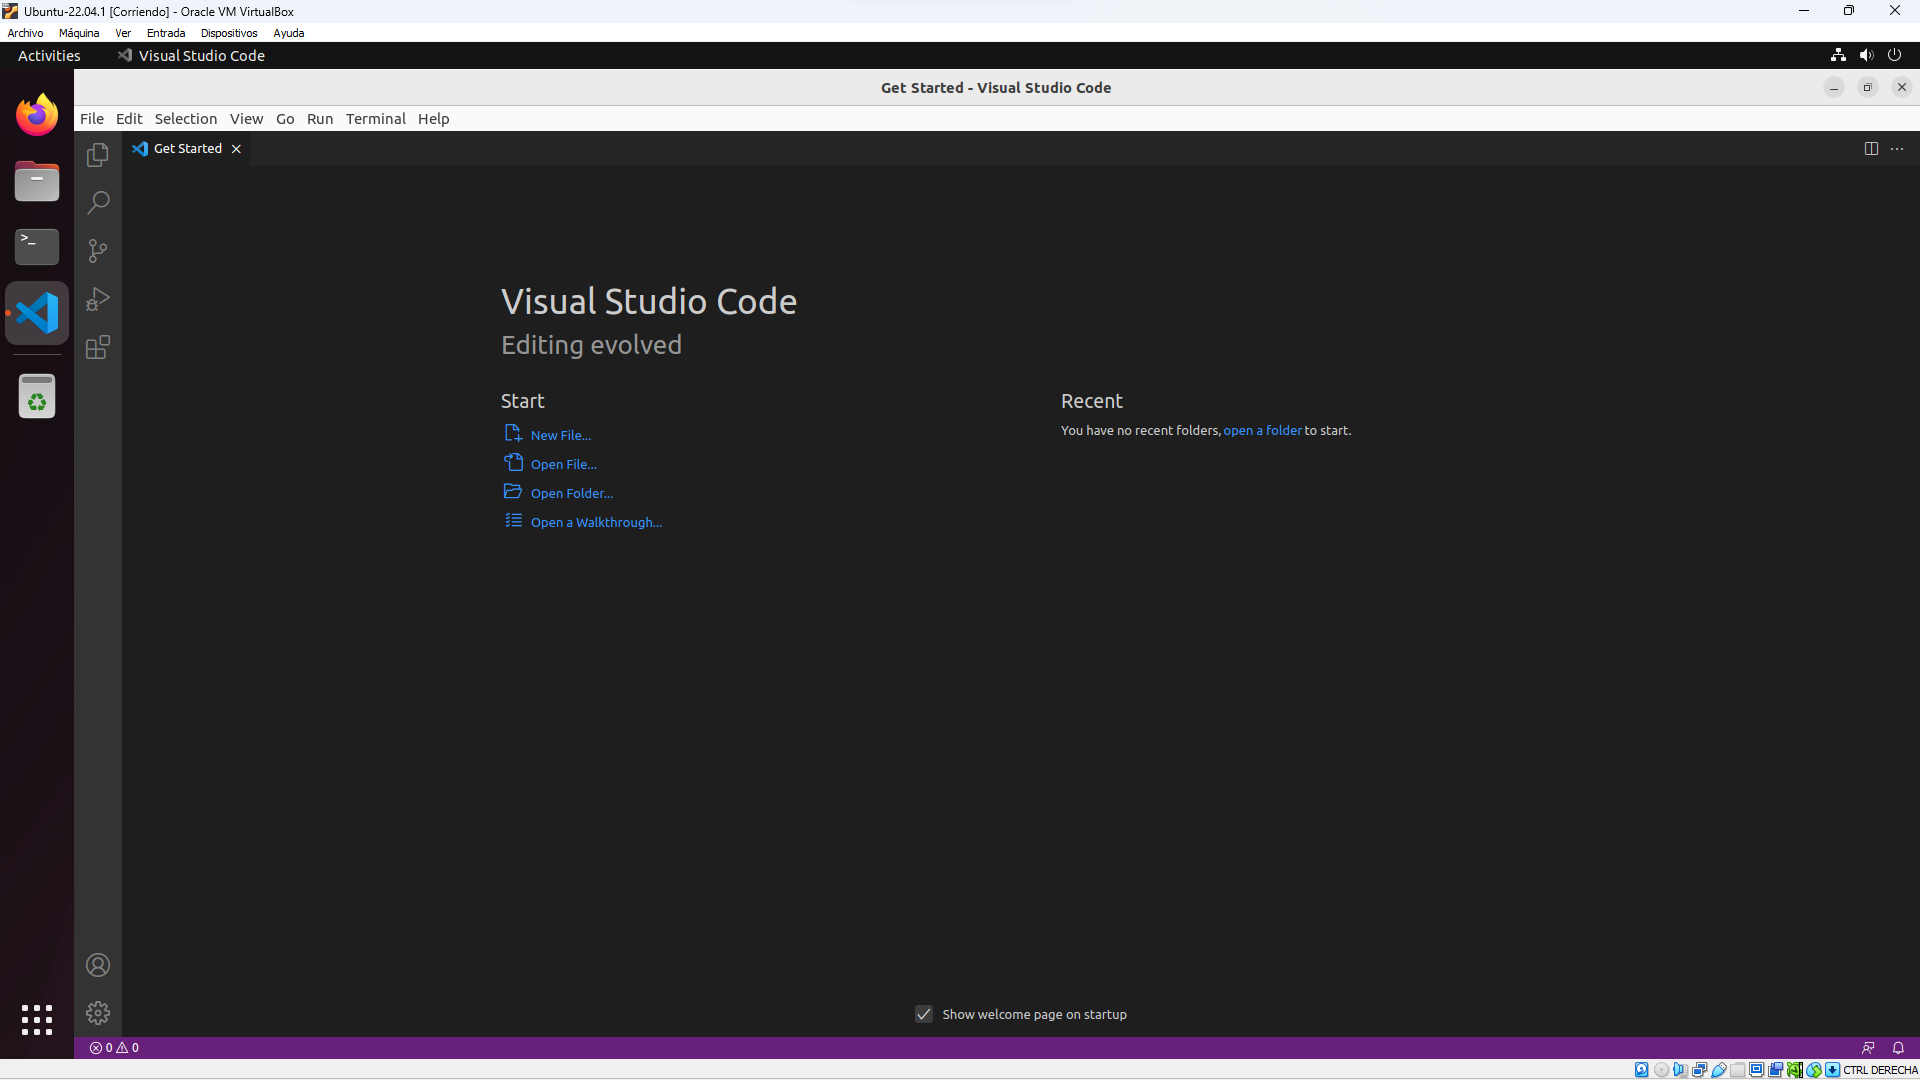 Ubuntu-22.04.1 [Corriendo] - Oracle VM VirtualBox
Archivo Máquina Ver Entrada Dispositivos Ayuda
Activities Visual Studio Code
Get Started - Visual Studio Code
File Edit Selection View Go Run Terminal Help
Get Started
Visual Studio Code
Editing evolved
Start
New File...
Open File...
Open Folder...
Open a Walkthrough...
Recent
You have no recent folders, open a folder to start.
Show welcome page on startup
0 0
CTRL DERECHA